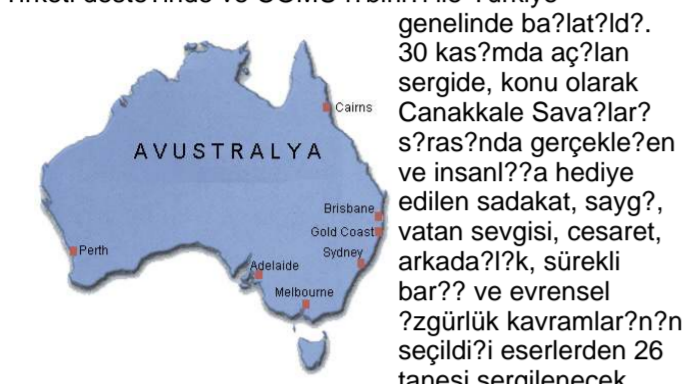 genelinde ba?lat?ld?.
30 kas?mda aç?lan
sergide, konu olarak
Canakkale Sava?lar?
s?ras?nda gerçekle?en
ve insanl??a hediye
edilen sadakat, sayg?,
vatan sevgisi, cesaret,
arkada?l?k, sürekli
bar?? ve evrensel
?zgürlük kavramlar?n?n
seçildi?i eserlerden 26
tanesi sergilenecek
Cairns
AVUSTRALYA
Brisbane
Gold Coast
Perth
Sydney
Adelaide
Melbourne